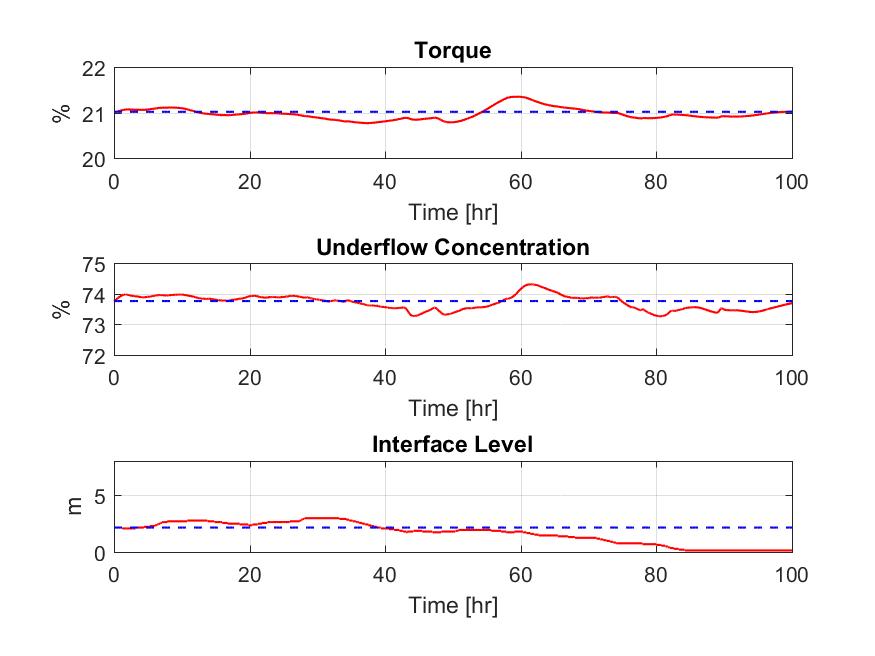 Torque
22
21
20
%
0 20 40 60 80 100
Time [hr]
Underflow Concentration
75
74
73
72
%
0 20 40 60 80 100
Time [hr]
Interface Level
5
0
m
0 20 40 60 80 100
Time [hr]